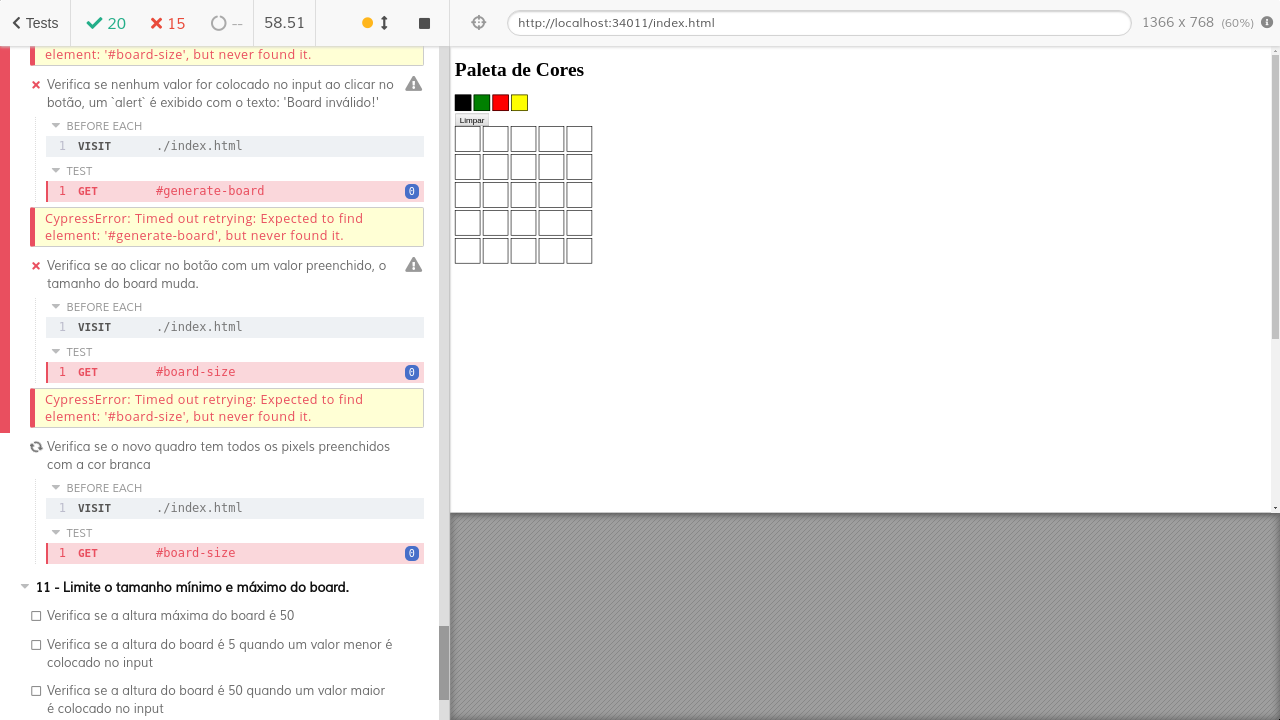 Tests
20
15
--
58.51
http://localhost:34011/index.html
1366 x 768 (60%)
element: '#board-size', but never found it.
Verifica se nenhum valor for colocado no input ao clicar no
botão, um `alert` é exibido com o texto: 'Board inválido!'
BEFORE EACH
1 VISIT ./index.html
TEST
1 GET #generate-board 0
CypressError: Timed out retrying: Expected to find
element: '#generate-board', but never found it.
Verifica se ao clicar no botão com um valor preenchido, o
tamanho do board muda.
BEFORE EACH
1 VISIT ./index.html
TEST
1 GET #board-size 0
CypressError: Timed out retrying: Expected to find
element: '#board-size', but never found it.
Verifica se o novo quadro tem todos os pixels preenchidos
com a cor branca
BEFORE EACH
1 VISIT ./index.html
TEST
1 GET #board-size 0
11 - Limite o tamanho mínimo e máximo do board.
Verifica se a altura máxima do board é 50
Verifica se a altura do board é 5 quando um valor menor é
colocado no input
Verifica se a altura do board é 50 quando um valor maior
é colocado no input
Paleta de Cores
Limpar